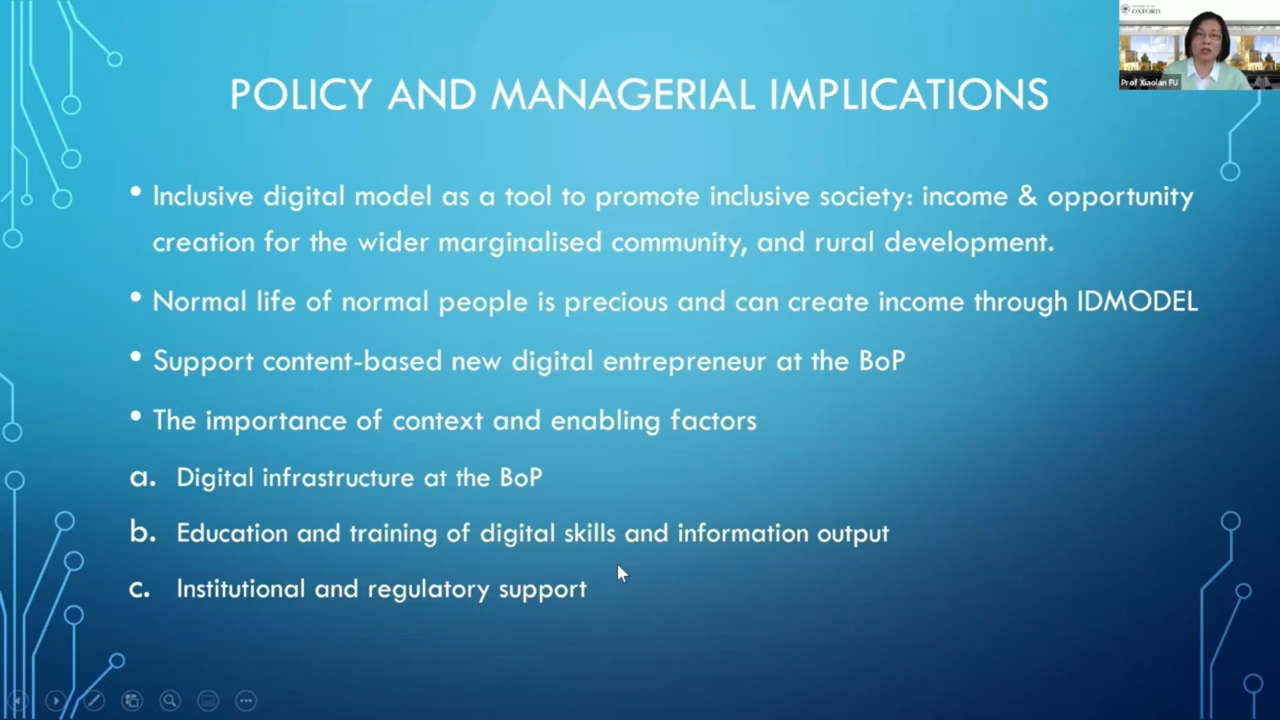 UNIVERSITY OF
OXFORD
Prof Xiaolan FU
POLICY AND MANAGERIAL IMPLICATIONS
• Inclusive digital model as a tool to promote inclusive society: income & opportunity
creation for the wider marginalised community, and rural development.
• Normal life of normal people is precious and can create income through IDMODEL
• Support content-based new digital entrepreneur at the BoP
• The importance of context and enabling factors
a. Digital infrastructure at the BoP
b. Education and training of digital skills and information output
c. Institutional and regulatory support